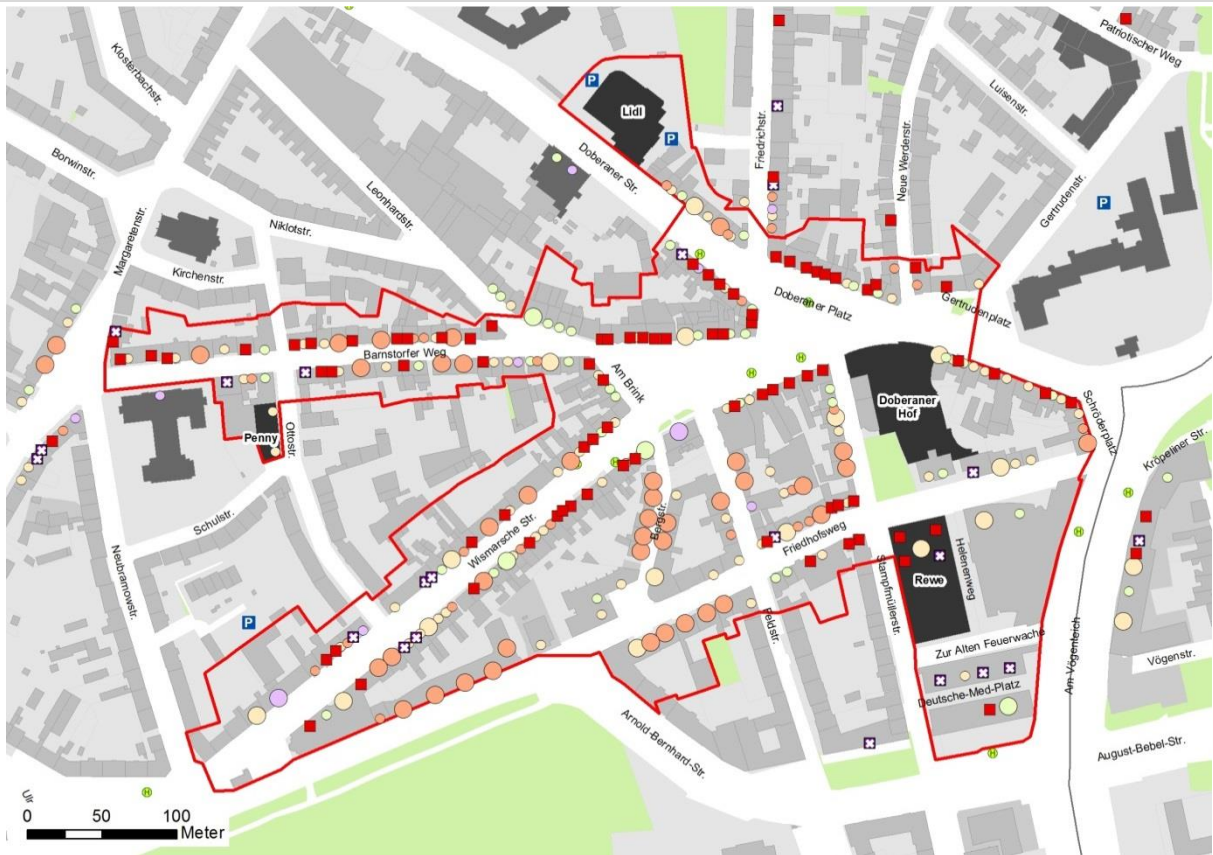 Patriotischer Weg
Klosterbachstr.
Lidl
P
P
Luisenstr.
Friedrichstr.
Borwinstr.
Doberaner Str.
Neue Werderstr.
Gertrudenstr.
Leonhardstr.
P
Margaretenstr.
Niklotstr.
H
Kirchenstr.
Doberaner Platz
H
Gertrudenplatz
Barnstorfer Weg
H
Am Brink
H
Doberaner
Hof
Schröderplatz
Penny
Ottostr.
Kröpeliner Str.
H
H
Schulstr.
Wismarsche Str.
Bergstr.
Friedhofsweg
H
Neubramowstr.
Stampfmüllerstr.
Rewe
Helenenweg
P
Feldstr.
Zur Alten Feuerwache
Am Vögenteich
Vögenstr.
Deutsche-Med-Platz
Arnold-Bernhard-Str.
H
August-Bebel-Str.
H
Ulr
0 50 100
Meter